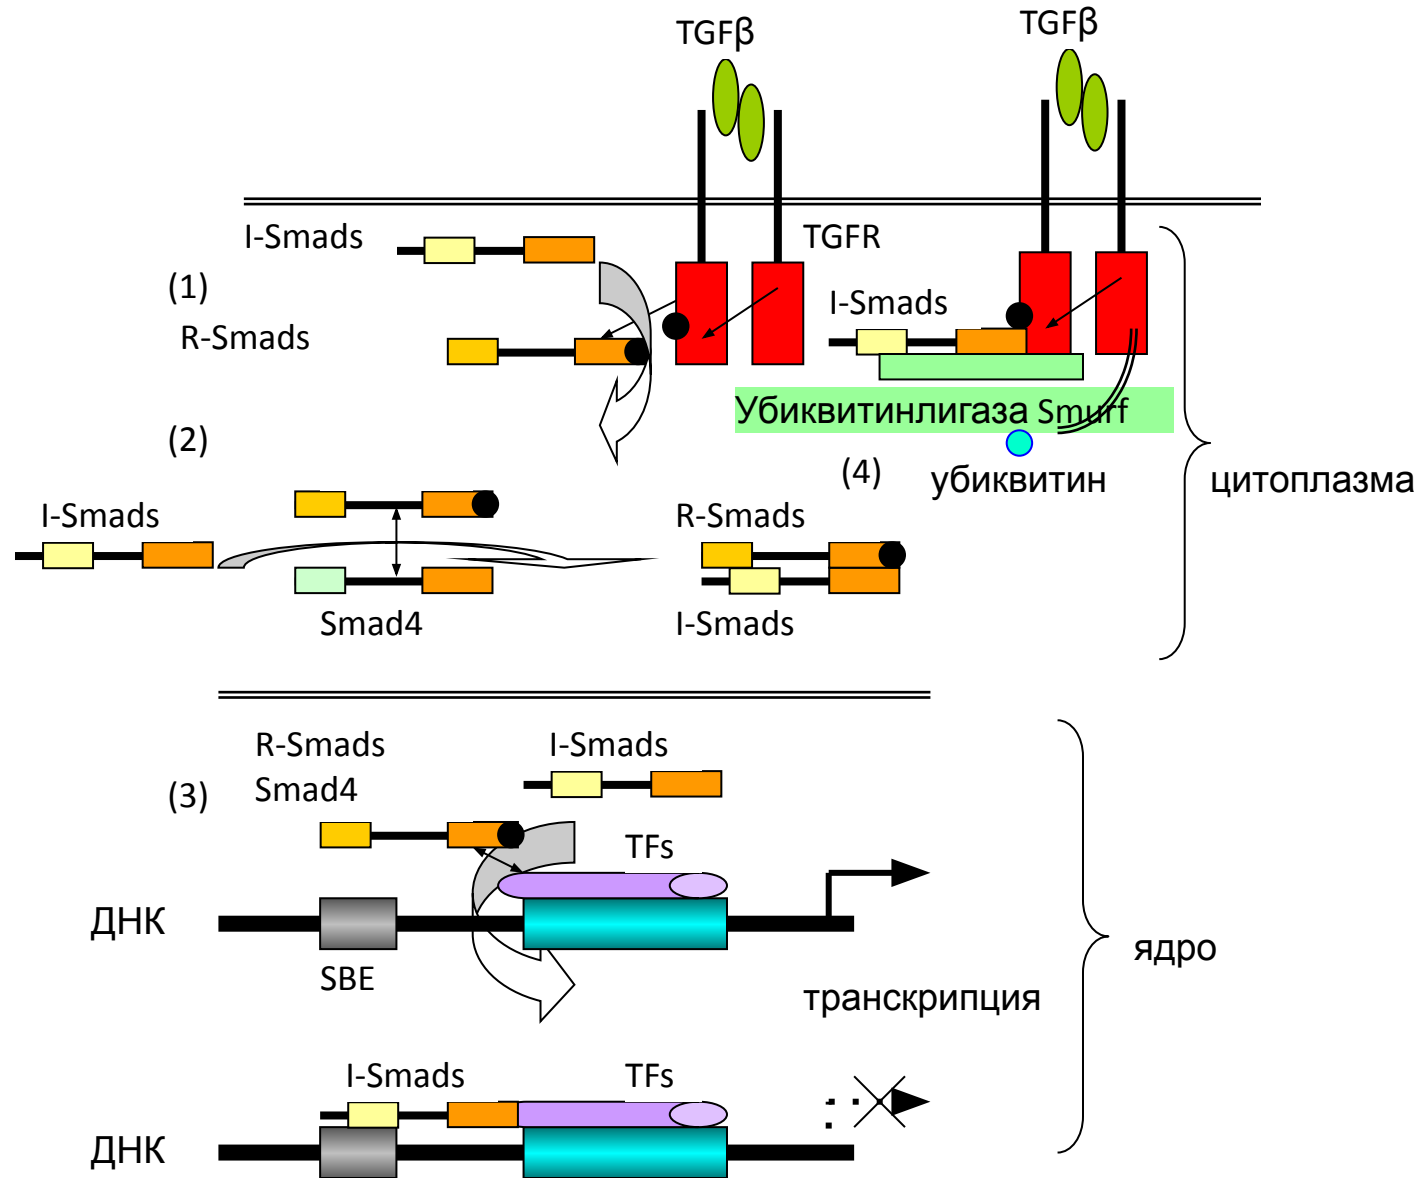 TGFβ
TGFβ
I-Smads
TGFR
(1)
I-Smads
R-Smads
Убиквитинлигаза Smurf
(2)
(4)
убиквитин
цитоплазма
I-Smads
R-Smads
Smad4
I-Smads
R-Smads
I-Smads
Smad4
(3)
TFs
ДНК
ядро
SBE
транскрипция
I-Smads
TFs
ДНК